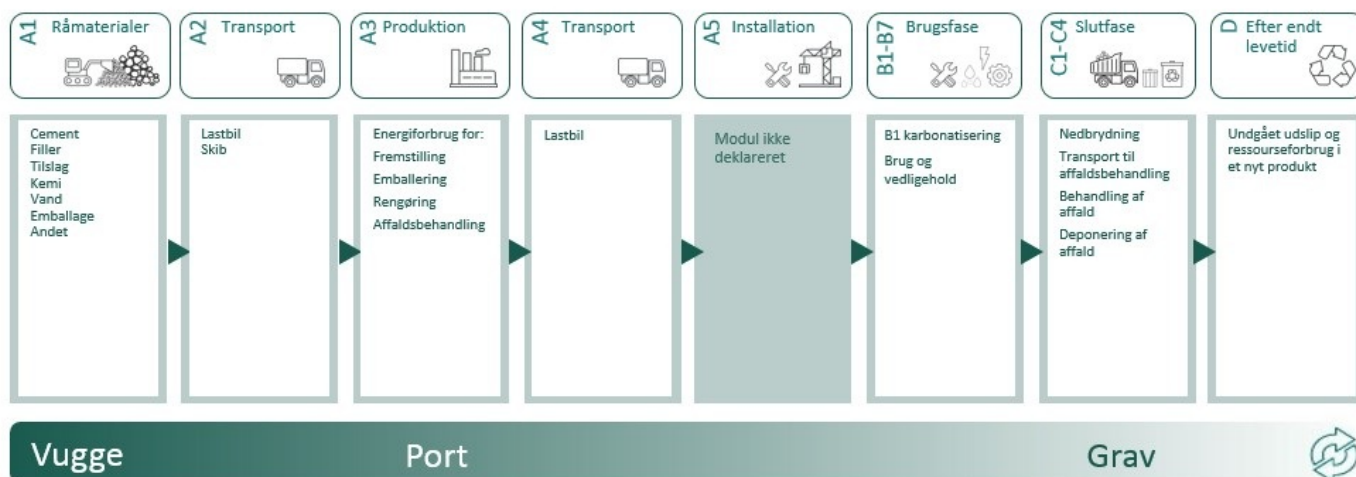 A1 Råmaterialer
A2 Transport
A3 Produktion
A4 Transport
A5 Installation
B1-B7 Brugsfase
C1-C4 Slutfase
D Efter endt
levetid
Cement
Filler
Tilslag
Kemi
Vand
Emballage
Andet
Lastbil
Skib
Energiforbrug for:
Fremstilling
Emballering
Rengøring
Affaldsbehandling
Lastbil
Modul ikke
deklareret
B1 karbonatisering
Brug og
vedligehold
Nedbrydning
Transport til
affaldsbehandling
Behandling af
affald
Deponering af
affald
Undgået udslip og
ressourseforbrug i
et nyt produkt
Vugge
Port
Grav